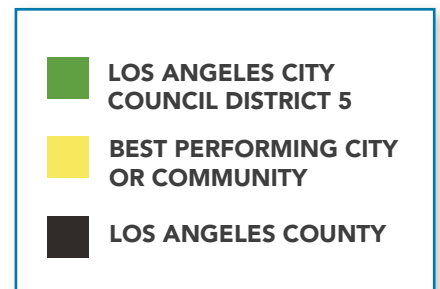 LOS ANGELES CITY
COUNCIL DISTRICT 5
BEST PERFORMING CITY
OR COMMUNITY
LOS ANGELES COUNTY